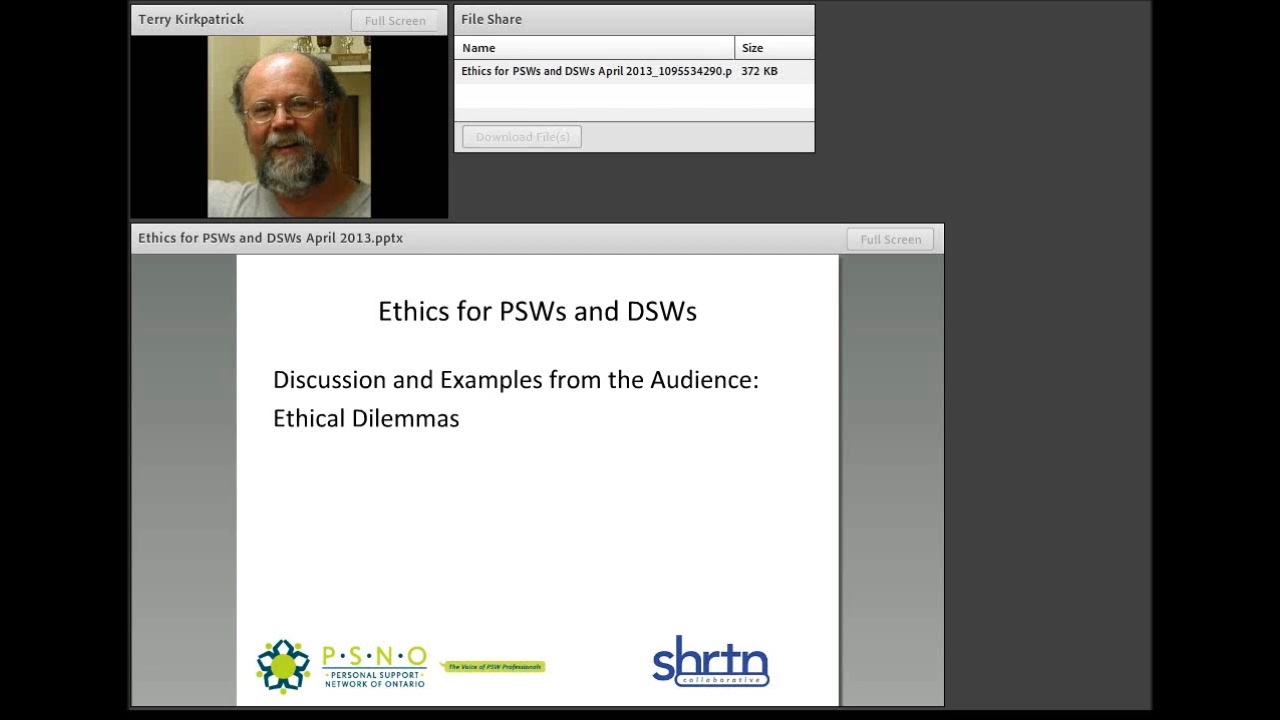 Terry Kirkpatrick
Full Screen
File Share
Name
Size
Ethics for PSWs and DSWs April 2013_1095534290.p
372 KB
Download File(s)
Ethics for PSWs and DSWs April 2013.pptx
Full Screen
Ethics for PSWs and DSWs
Discussion and Examples from the Audience:
Ethical Dilemmas
P·S·N·O
PERSONAL SUPPORT
NETWORK OF ONTARIO
The Voice of PSW Professionals
shrtn
collaborative